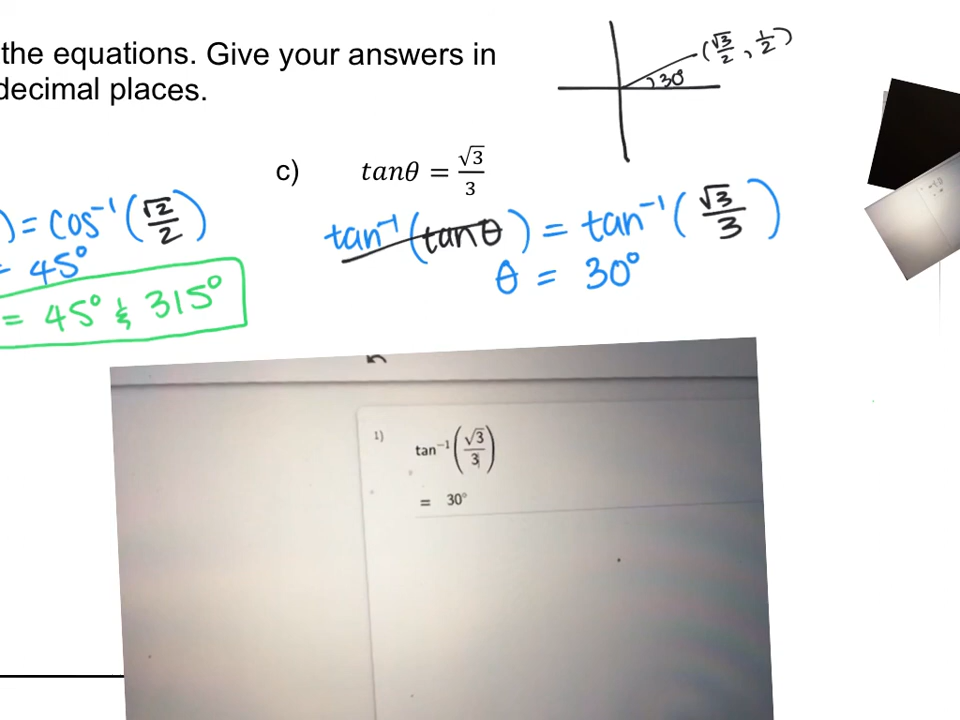 the equations. Give your answers in
decimal places.
(√3/2, 1/2)
30°
c) tanθ = √3/3
) = cos⁻¹(√2/2)
= 45°
= 45° & 315°
tan⁻¹(tanθ) = tan⁻¹(√3/3)
θ = 30°
1) tan⁻¹(√3/3)
= 30°